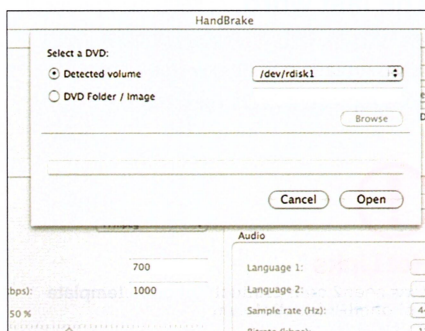 HandBrake
Select a DVD:
Detected volume
/dev/rdisk1
DVD Folder / Image
Browse
Cancel
Open
Audio
700
Language 1:
bps):
1000
Language 2:
50 %
Sample rate (Hz):